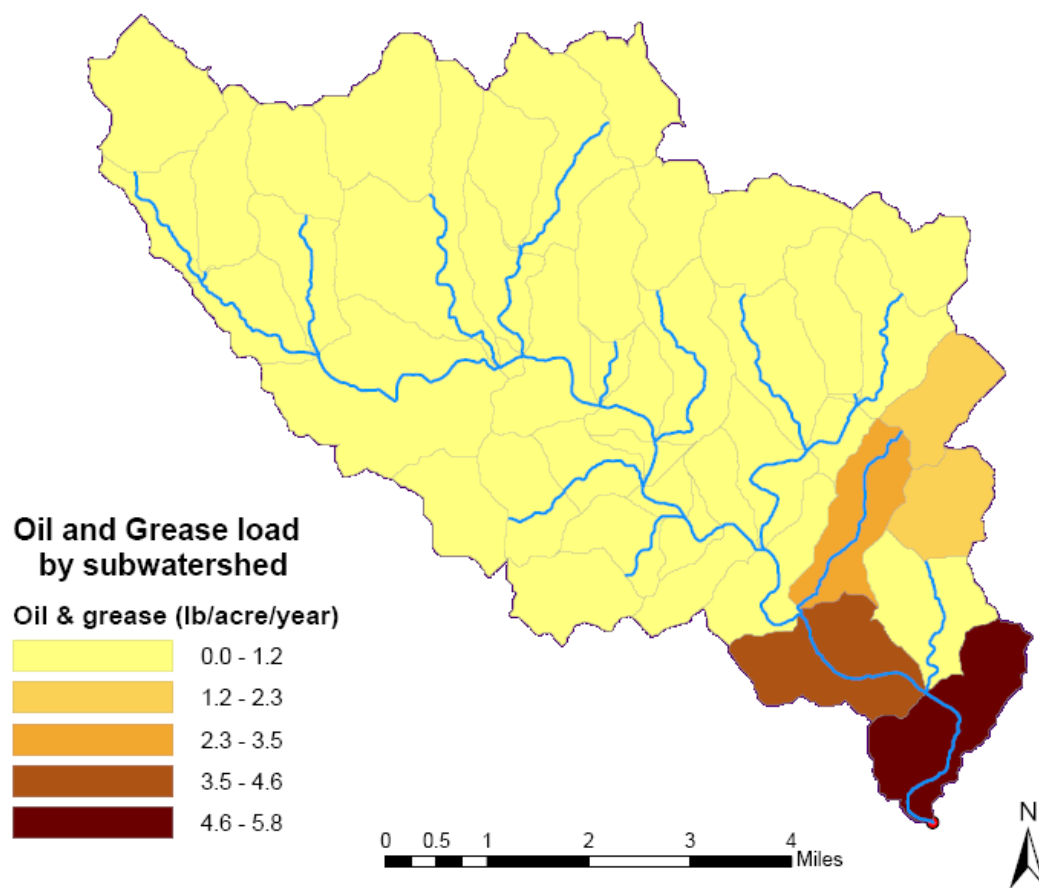 Oil and Grease load
by subwatershed
Oil & grease (lb/acre/year)
0.0 - 1.2
1.2 - 2.3
2.3 - 3.5
3.5 - 4.6
4.6 - 5.8
0 0.5 1 2 3 4
Miles
N